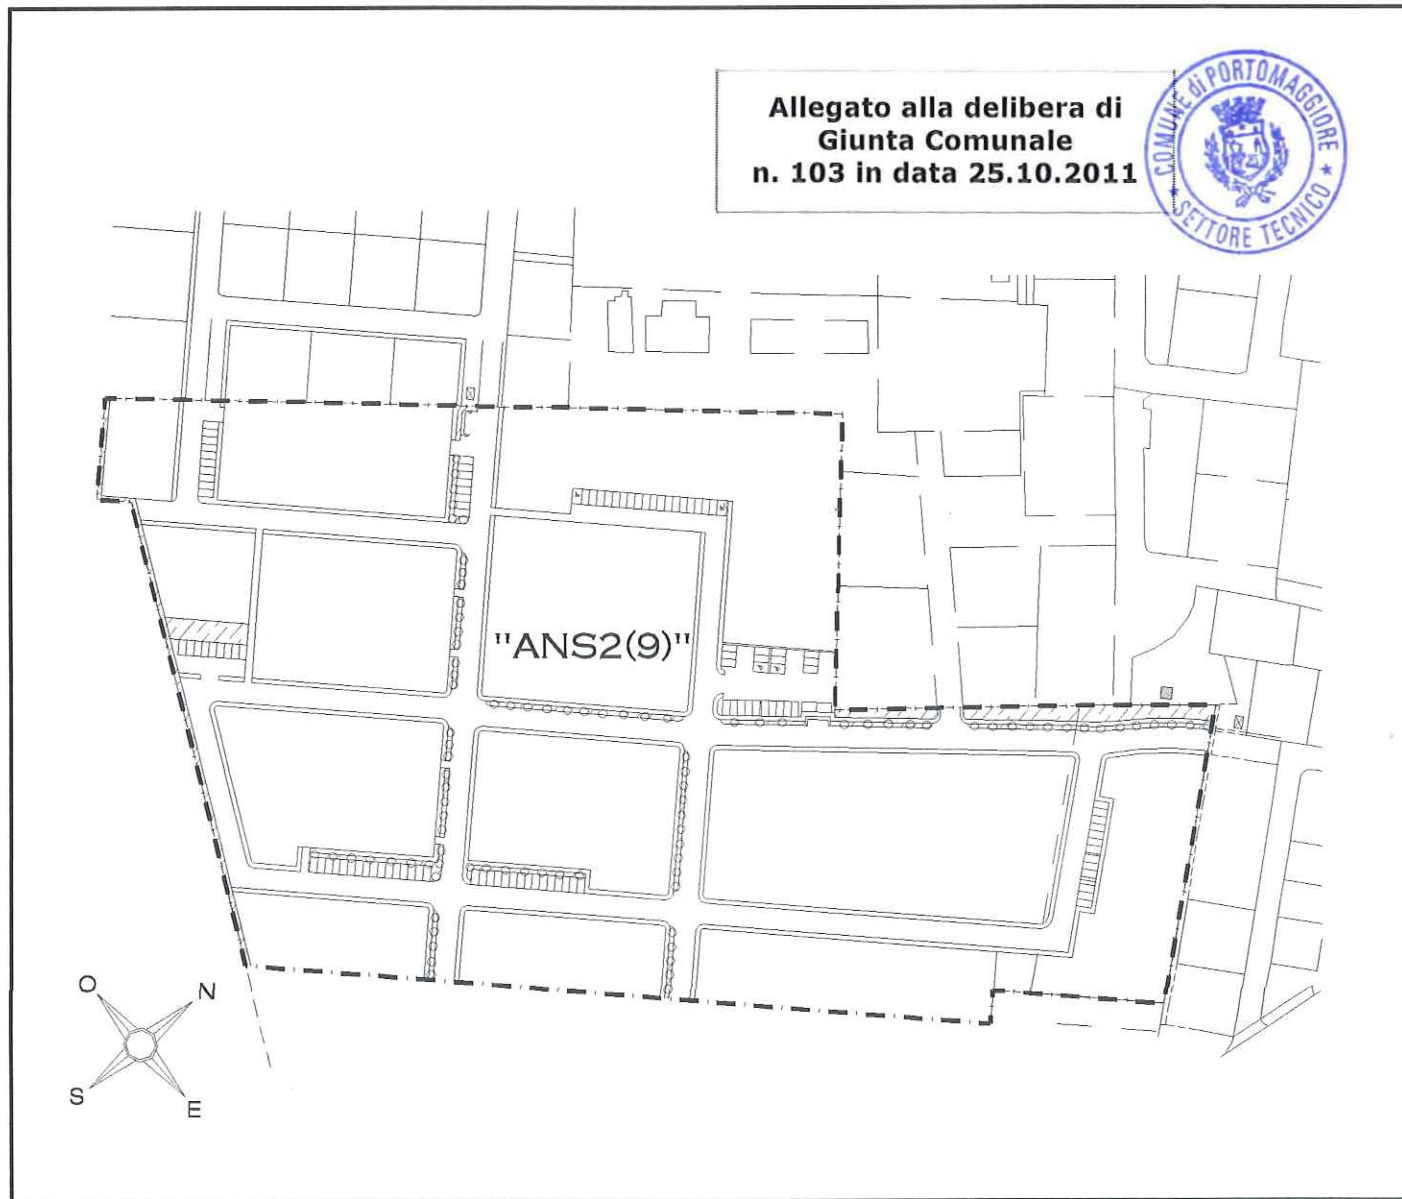 Allegato alla delibera di
Giunta Comunale
n. 103 in data 25.10.2011
COMUNE di PORTOMAGGIORE
★ SETTORE TECNICO ★
"ANS2(9)"
O
N
S
E